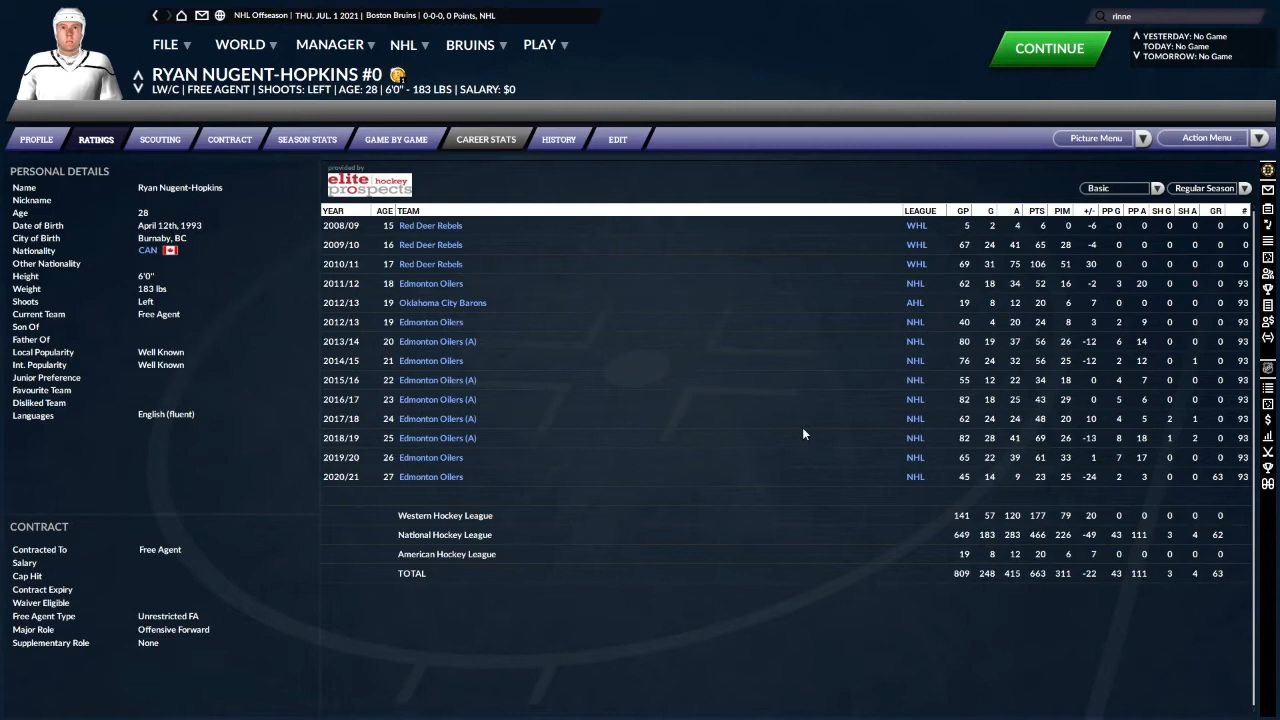 NHL Offseason | THU. JUL. 1 2021 | Boston Bruins | 0-0-0, 0 Points, NHL
rinne
FILE WORLD MANAGER NHL BRUINS PLAY
CONTINUE
YESTERDAY: No Game
TODAY: No Game
TOMORROW: No Game
RYAN NUGENT-HOPKINS #0
LW/C | FREE AGENT | SHOOTS: LEFT | AGE: 28 | 6'0" - 183 LBS | SALARY: $0
PROFILE RATINGS SCOUTING CONTRACT SEASON STATS GAME BY GAME CAREER STATS HISTORY EDIT Picture Menu Action Menu
PERSONAL DETAILS
Name Ryan Nugent-Hopkins
Nickname
Age 28
Date of Birth April 12th, 1993
City of Birth Burnaby, BC
Nationality CAN
Other Nationality
Height 6'0"
Weight 183 lbs
Shoots Left
Current Team Free Agent
Son Of
Father Of
Local Popularity Well Known
Int. Popularity Well Known
Junior Preference
Favourite Team
Disliked Team
Languages English (fluent)
CONTRACT
Contracted To Free Agent
Salary
Cap Hit
Contract Expiry
Waiver Eligible
Free Agent Type Unrestricted FA
Major Role Offensive Forward
Supplementary Role None
provided by
elite hockey
prospects
Basic Regular Season
YEAR AGE TEAM LEAGUE GP G A PTS PIM +/- PP G PP A SH G SH A GR #
2008/09 15 Red Deer Rebels WHL 5 2 4 6 0 -6 0 0 0 0 0 0
2009/10 16 Red Deer Rebels WHL 67 24 41 65 28 -4 0 0 0 0 0 0
2010/11 17 Red Deer Rebels WHL 69 31 75 106 51 30 0 0 0 0 0 0
2011/12 18 Edmonton Oilers NHL 62 18 34 52 16 -2 3 20 0 0 0 93
2012/13 19 Oklahoma City Barons AHL 19 8 12 20 6 7 0 0 0 0 0 93
2012/13 19 Edmonton Oilers NHL 40 4 20 24 8 3 2 9 0 0 0 93
2013/14 20 Edmonton Oilers (A) NHL 80 19 37 56 26 -12 6 14 0 0 0 93
2014/15 21 Edmonton Oilers NHL 76 24 32 56 25 -12 2 12 0 1 0 93
2015/16 22 Edmonton Oilers (A) NHL 55 12 22 34 18 0 4 7 0 0 0 93
2016/17 23 Edmonton Oilers (A) NHL 82 18 25 43 29 0 5 6 0 0 0 93
2017/18 24 Edmonton Oilers (A) NHL 62 24 24 48 20 10 4 5 2 1 0 93
2018/19 25 Edmonton Oilers (A) NHL 82 28 41 69 26 -13 8 18 1 2 0 93
2019/20 26 Edmonton Oilers NHL 65 22 39 61 33 1 7 17 0 0 0 93
2020/21 27 Edmonton Oilers NHL 45 14 9 23 25 -24 2 3 0 0 63 93
Western Hockey League 141 57 120 177 79 20 0 0 0 0 0
National Hockey League 649 183 283 466 226 -49 43 111 3 4 62
American Hockey League 19 8 12 20 6 7 0 0 0 0 0
TOTAL 809 248 415 663 311 -22 43 111 3 4 63